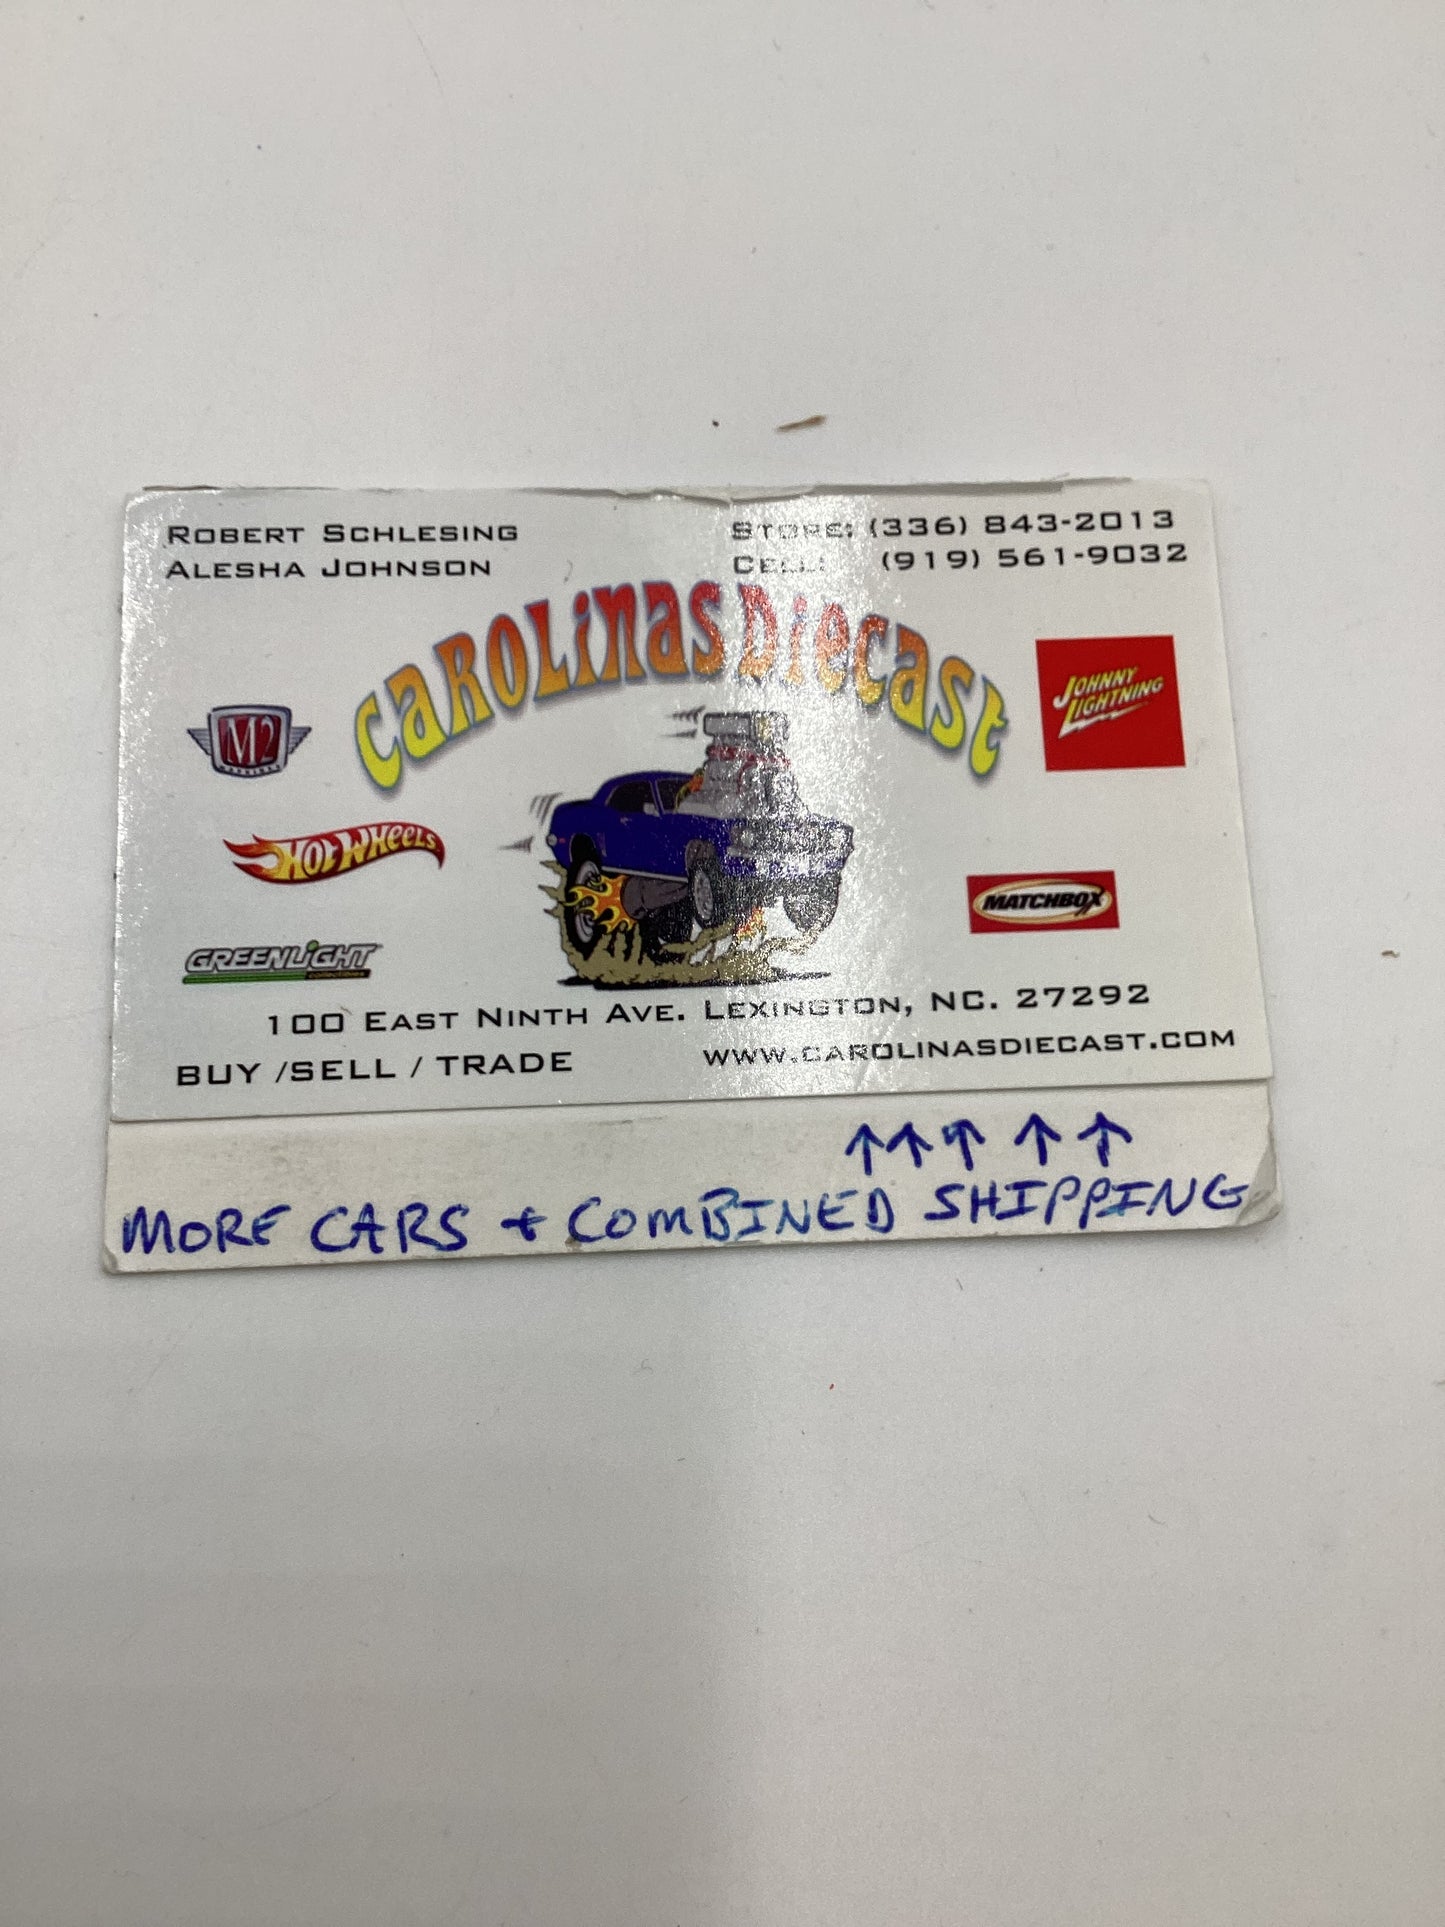 ROBERT SCHLESING
ALESHA JOHNSON
STORE: (336) 843-2013
CELL: (919) 561-9032
CAROLINAS DIECAST
M2
MACHINES
JOHNNY
LIGHTNING
HOT WHEELS
MATCHBOX
GREENLIGHT
collectibles
100 EAST NINTH AVE. LEXINGTON, NC. 27292
BUY /SELL / TRADE
WWW.CAROLINASDIECAST.COM
↑↑↑ ↑ ↑
MORE CARS + COMBINED SHIPPING